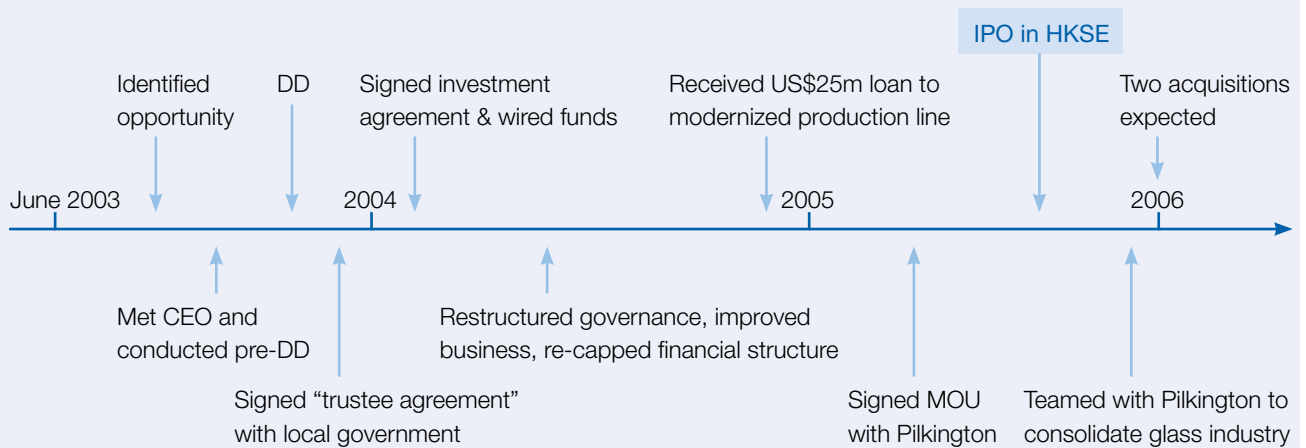 IPO in HKSE
Identified
opportunity
DD
Signed investment
agreement & wired funds
Received US$25m loan to
modernized production line
Two acquisitions
expected
June 2003
2004
2005
2006
Met CEO and
conducted pre-DD
Restructured governance, improved
business, re-capped financial structure
Signed “trustee agreement”
with local government
Signed MOU
with Pilkington
Teamed with Pilkington to
consolidate glass industry